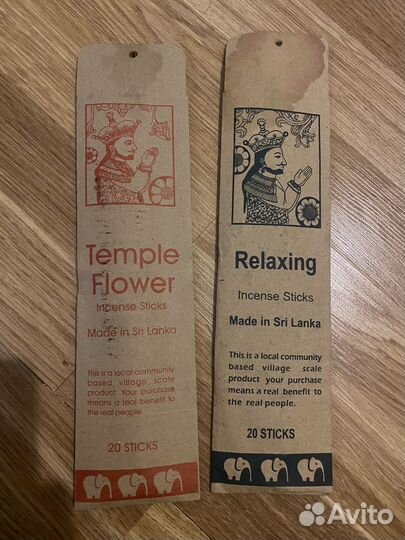 Temple
Flower
Incense Sticks
Made in Sri Lanka
This is a local community
based village scale
product. Your purchase
means a real benefit to
the real people.
20 STICKS
Relaxing
Incense Sticks
Made in Sri Lanka
This is a local community
based village scale
product your purchase
means a real benefit to
the real people.
20 STICKS
Avito